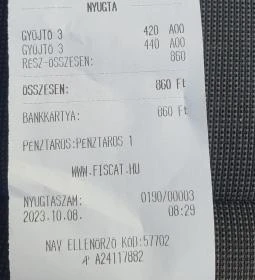 NYUGTA
GYŰJTŐ 3 420 A00
GYŰJTŐ 3 440 A00
RÉSZ-ÖSSZESEN: 860
ÖSSZESEN: 860 Ft
BANKKÁRTYA: 860 Ft
PÉNZTÁROS:PÉNZTÁROS 1
WWW.FISCAT.HU
NYUGTASZÁM: 0190/00003
2023.10.08. 08:29
NAV ELLENŐRZŐ KÓD:57702
A24117882